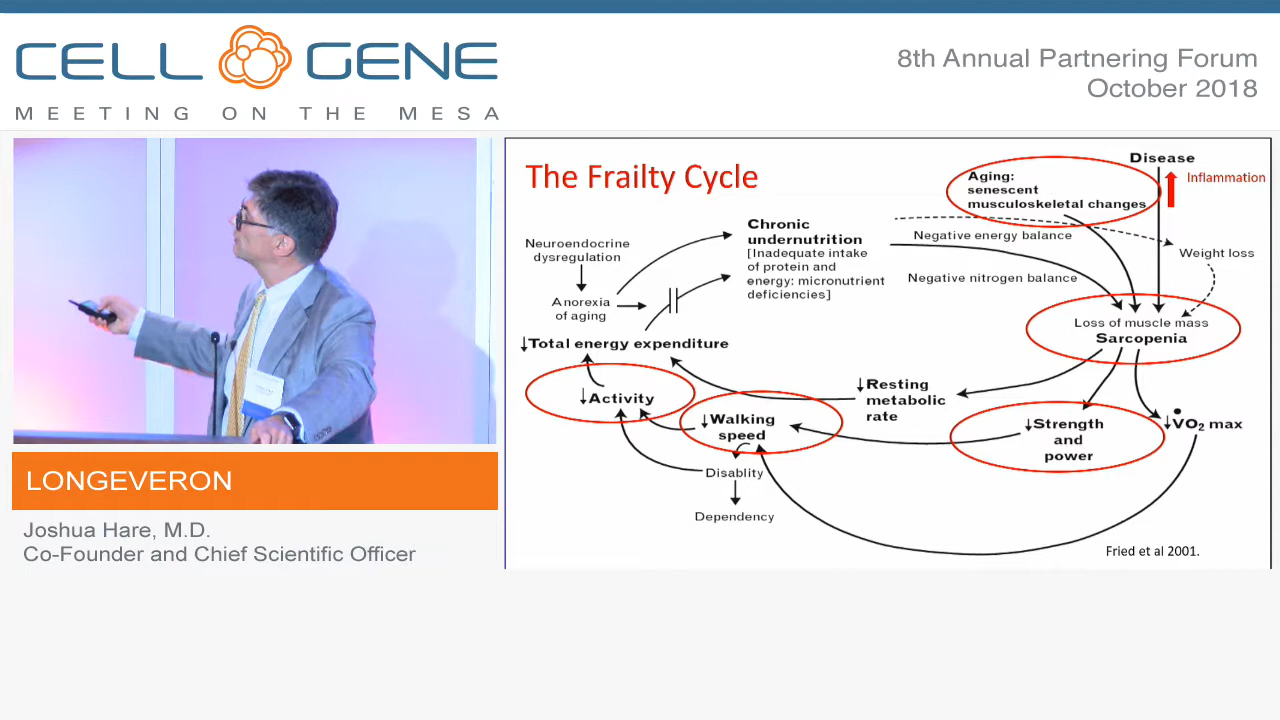 CELL GENE
MEETING ON THE MESA
8th Annual Partnering Forum
October 2018
The Frailty Cycle
Disease
Inflammation
Aging:
senescent
musculoskeletal changes
Neuroendocrine
dysregulation
Chronic
undernutrition
[Inadequate intake
of protein and
energy: micronutrient
deficiencies]
Negative energy balance
Weight loss
Negative nitrogen balance
Anorexia
of aging
Loss of muscle mass
Sarcopenia
↓Total energy expenditure
↓Activity
↓Resting
metabolic
rate
↓Walking
speed
↓Strength
and
power
↓V̇O₂ max
Disablity
Dependency
Fried et al 2001.
LONGEVERON
Joshua Hare, M.D.
Co-Founder and Chief Scientific Officer